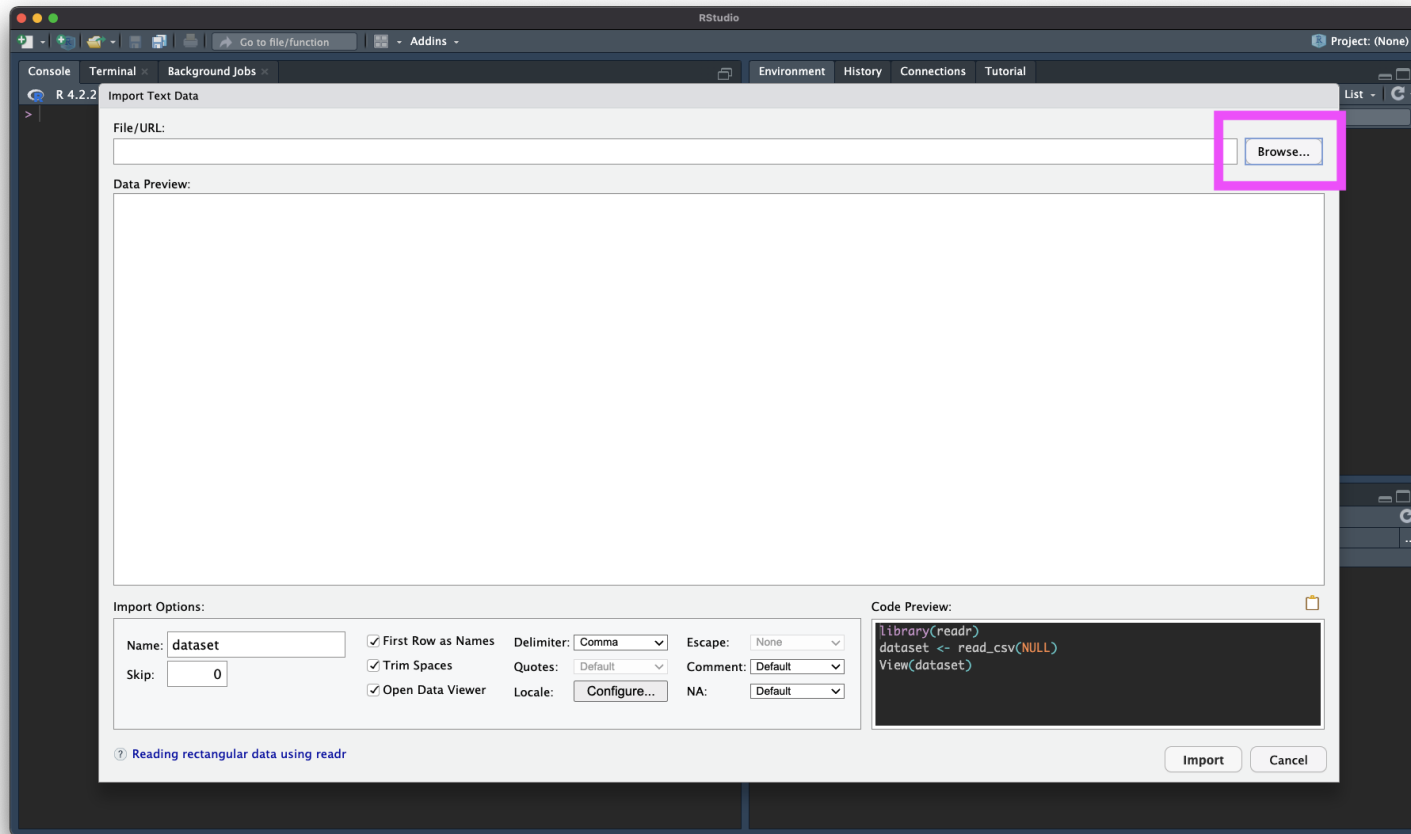 RStudio
Go to file/function
Addins
Project: (None)
Console
Terminal
Background Jobs
Environment
History
Connections
Tutorial
R 4.2.2
List
Import Text Data
>
File/URL:
Browse...
Data Preview:
Import Options:
Name: dataset
Skip: 0
First Row as Names
Trim Spaces
Open Data Viewer
Delimiter: Comma
Quotes: Default
Locale: Configure...
Escape: None
Comment: Default
NA: Default
Code Preview:
library(readr)
dataset <- read_csv(NULL)
View(dataset)
? Reading rectangular data using readr
Import
Cancel